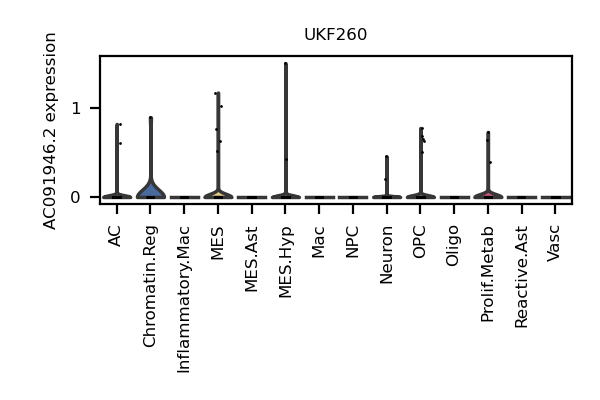 UKF260
AC091946.2 expression
1
0
AC
Chromatin.Reg
Inflammatory.Mac
MES
MES.Ast
MES.Hyp
Mac
NPC
Neuron
OPC
Oligo
Prolif.Metab
Reactive.Ast
Vasc